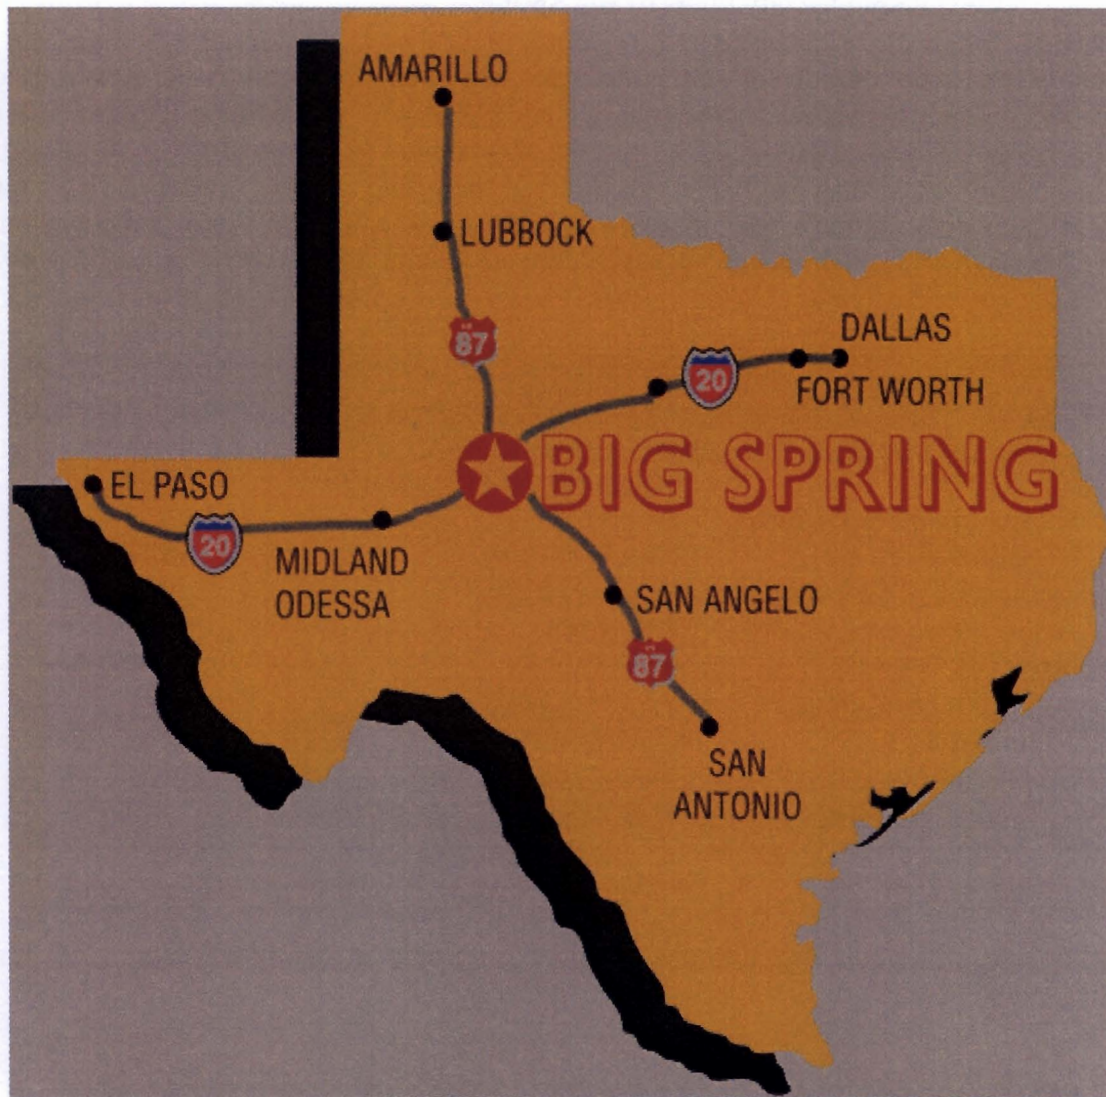 AMARILLO
LUBBOCK
87
DALLAS
20
FORT WORTH
BIG SPRING
EL PASO
20
MIDLAND
ODESSA
SAN ANGELO
87
SAN
ANTONIO